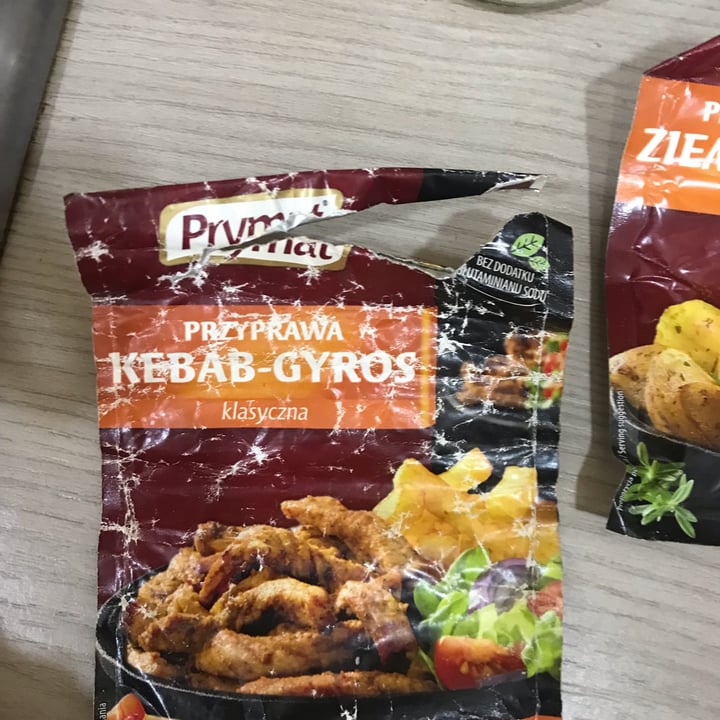 Prymat
BEZ DODATKU
GLUTAMINIANU SODU
PRZYPRAWA
KEBAB-GYROS
klasyczna
Serving suggestion